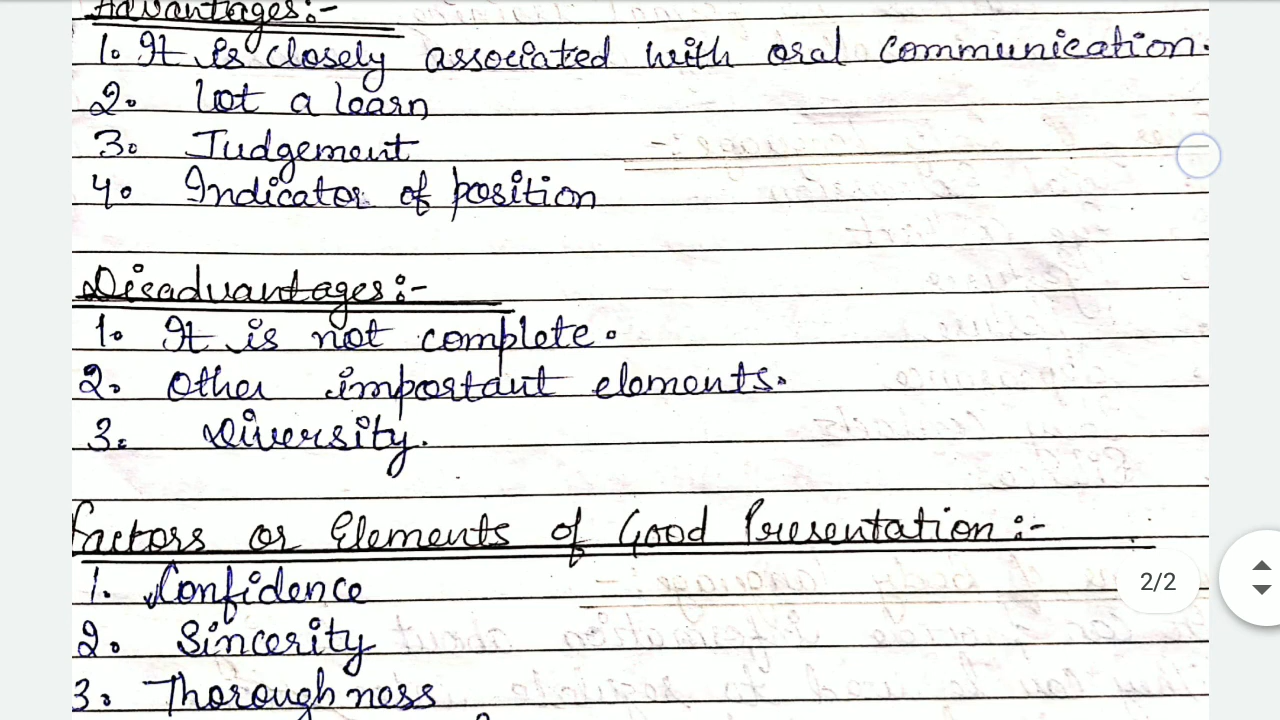 Advantages:-
1. It is closely associated with oral communication.
2. Lot a learn
3. Judgement
4. Indicator of position
Disadvantages:-
1. It is not complete.
2. Other important elements.
3. Diversity.
Factors or Elements of Good Presentation:-
1. Confidence
2/2
2. Sincerity
3. Thoroughness